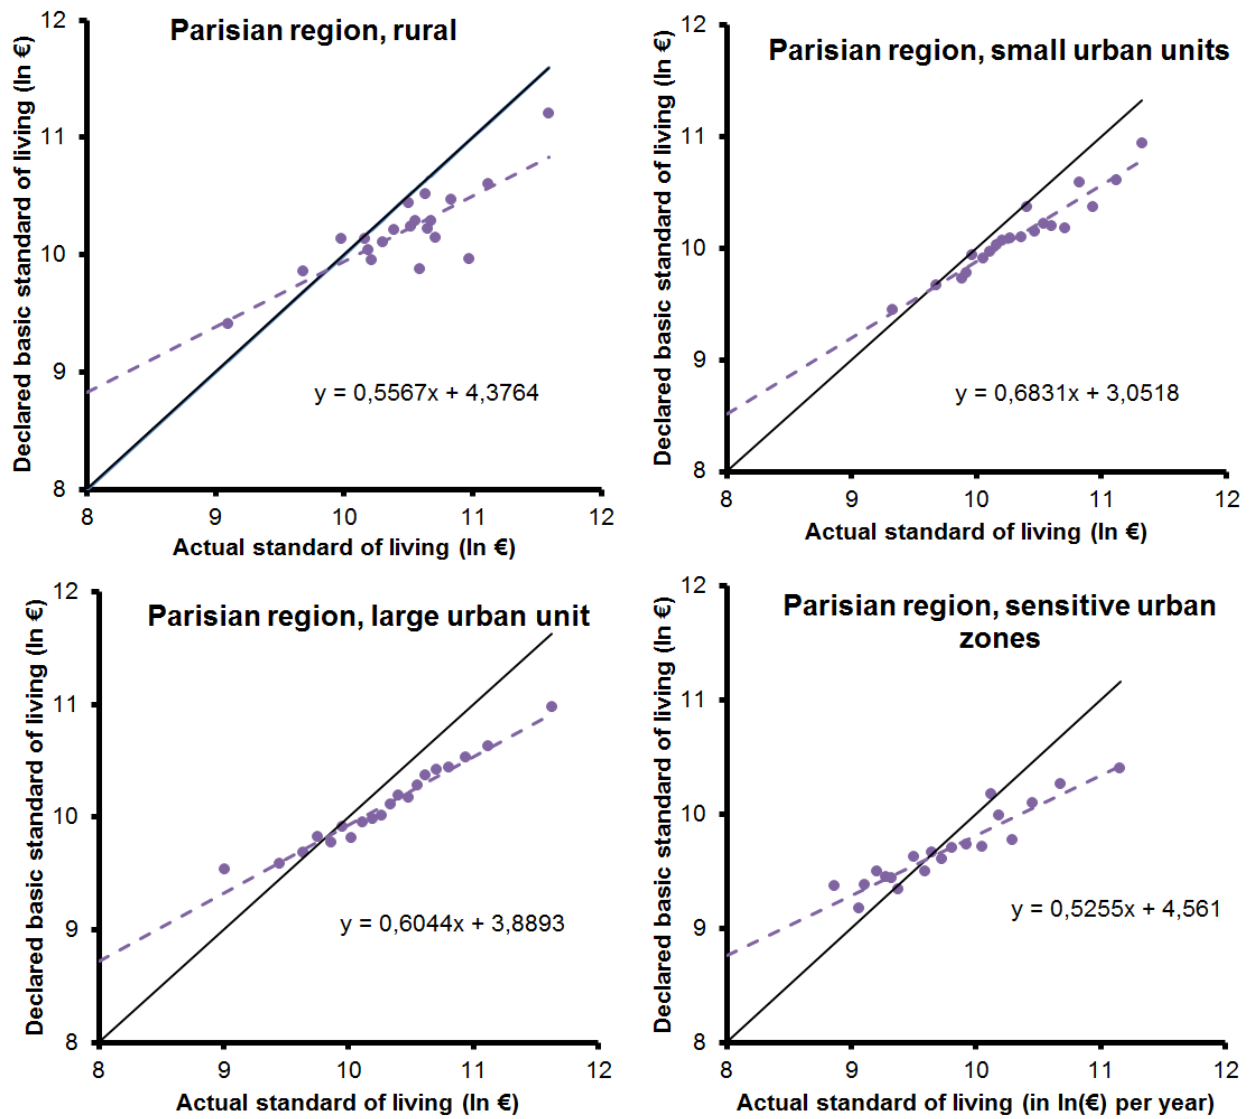 Parisian region, rural
Declared basic standard of living (ln €)
12
11
10
9
8
y = 0,5567x + 4,3764
8 9 10 11 12
Actual standard of living (ln €)
Parisian region, small urban units
Declared basic standard of living (ln €)
12
11
10
9
8
y = 0,6831x + 3,0518
8 9 10 11 12
Actual standard of living (ln €)
Parisian region, large urban unit
Declared basic standard of living (ln €)
12
11
10
9
8
y = 0,6044x + 3,8893
8 9 10 11 12
Actual standard of living (ln €)
Parisian region, sensitive urban
zones
Declared basic standard of living (ln €)
12
11
10
9
8
y = 0,5255x + 4,561
8 9 10 11 12
Actual standard of living (in ln(€) per year)